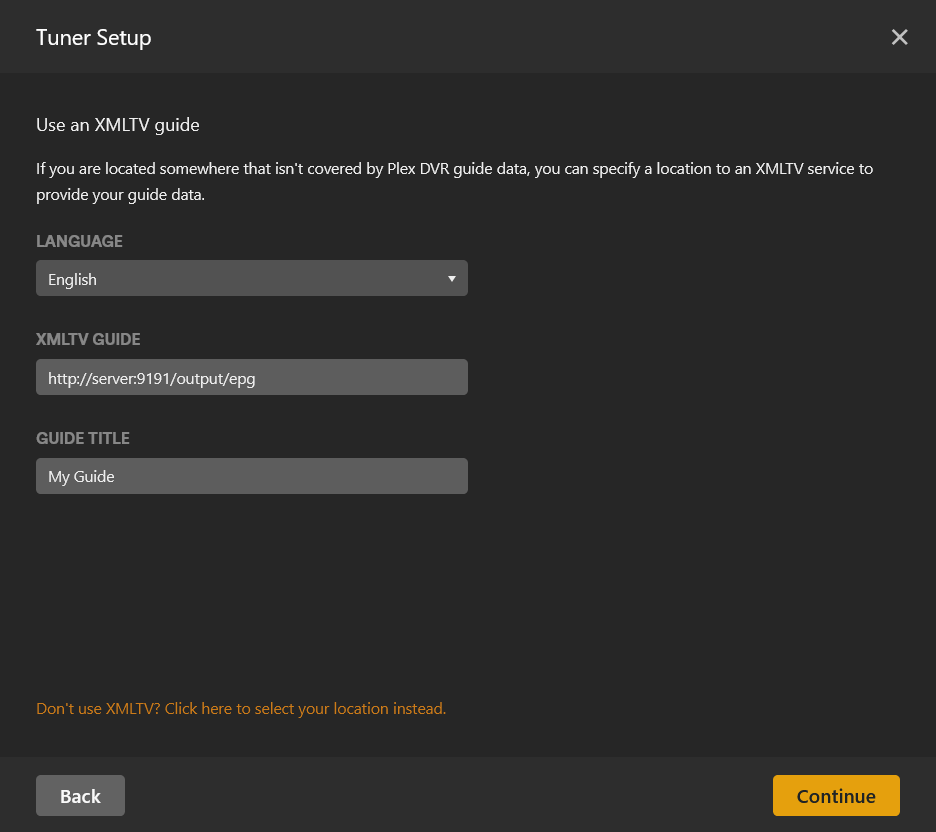 Tuner Setup
Use an XMLTV guide
If you are located somewhere that isn't covered by Plex DVR guide data, you can specify a location to an XMLTV service to
provide your guide data.
LANGUAGE
English
XMLTV GUIDE
http://server:9191/output/epg
GUIDE TITLE
My Guide
Don't use XMLTV? Click here to select your location instead.
Back
Continue